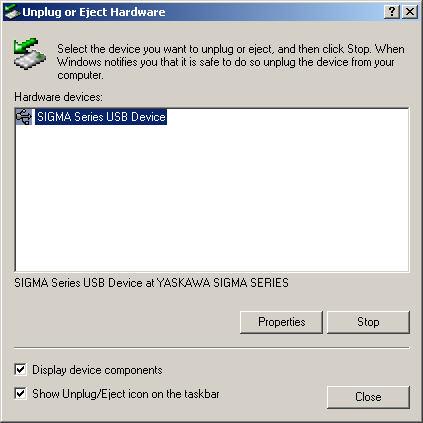 Unplug or Eject Hardware
Select the device you want to unplug or eject, and then click Stop. When
Windows notifies you that it is safe to do so unplug the device from your
computer.
Hardware devices:
SIGMA Series USB Device
SIGMA Series USB Device at YASKAWA SIGMA SERIES
Properties
Stop
Display device components
Show Unplug/Eject icon on the taskbar
Close